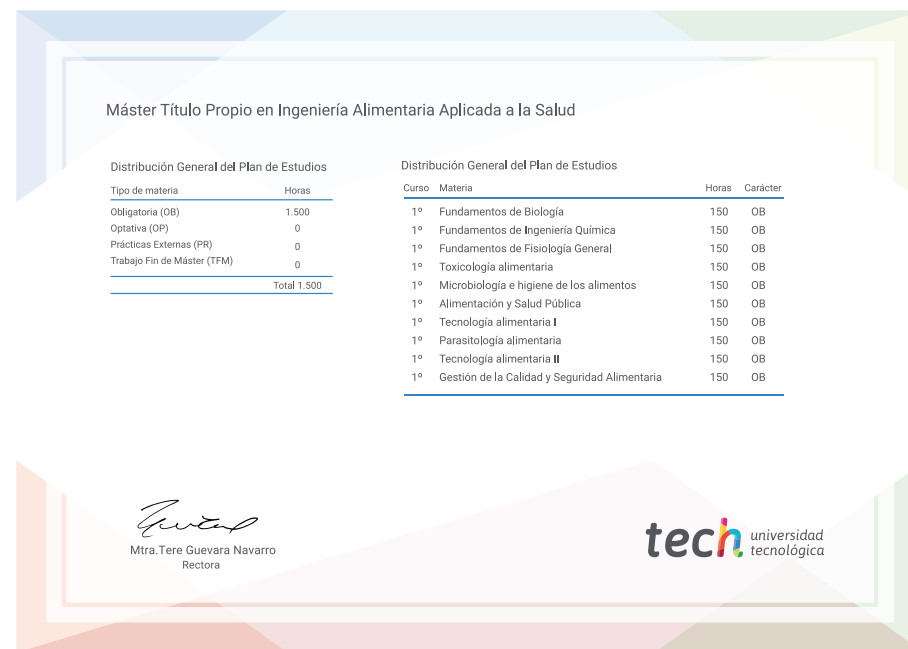 Máster Título Propio en Ingeniería Alimentaria Aplicada a la Salud
Distribución General del Plan de Estudios
Tipo de materia Horas
Obligatoria (OB) 1.500
Optativa (OP) 0
Prácticas Externas (PR) 0
Trabajo Fin de Máster (TFM) 0
Total 1.500
Distribución General del Plan de Estudios
Curso Materia Horas Carácter
1º Fundamentos de Biología 150 OB
1º Fundamentos de Ingeniería Química 150 OB
1º Fundamentos de Fisiología General 150 OB
1º Toxicología alimentaria 150 OB
1º Microbiología e higiene de los alimentos 150 OB
1º Alimentación y Salud Pública 150 OB
1º Tecnología alimentaria I 150 OB
1º Parasitología alimentaria 150 OB
1º Tecnología alimentaria II 150 OB
1º Gestión de la Calidad y Seguridad Alimentaria 150 OB
Mtra.Tere Guevara Navarro
Rectora
tech universidad
tecnológica